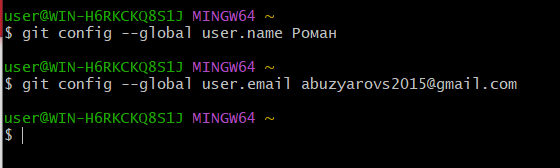 user@WIN-H6RKCKQ8S1J MINGW64 ~
$ git config --global user.name Роман
user@WIN-H6RKCKQ8S1J MINGW64 ~
$ git config --global user.email abuzyarovs2015@gmail.com
user@WIN-H6RKCKQ8S1J MINGW64 ~
$